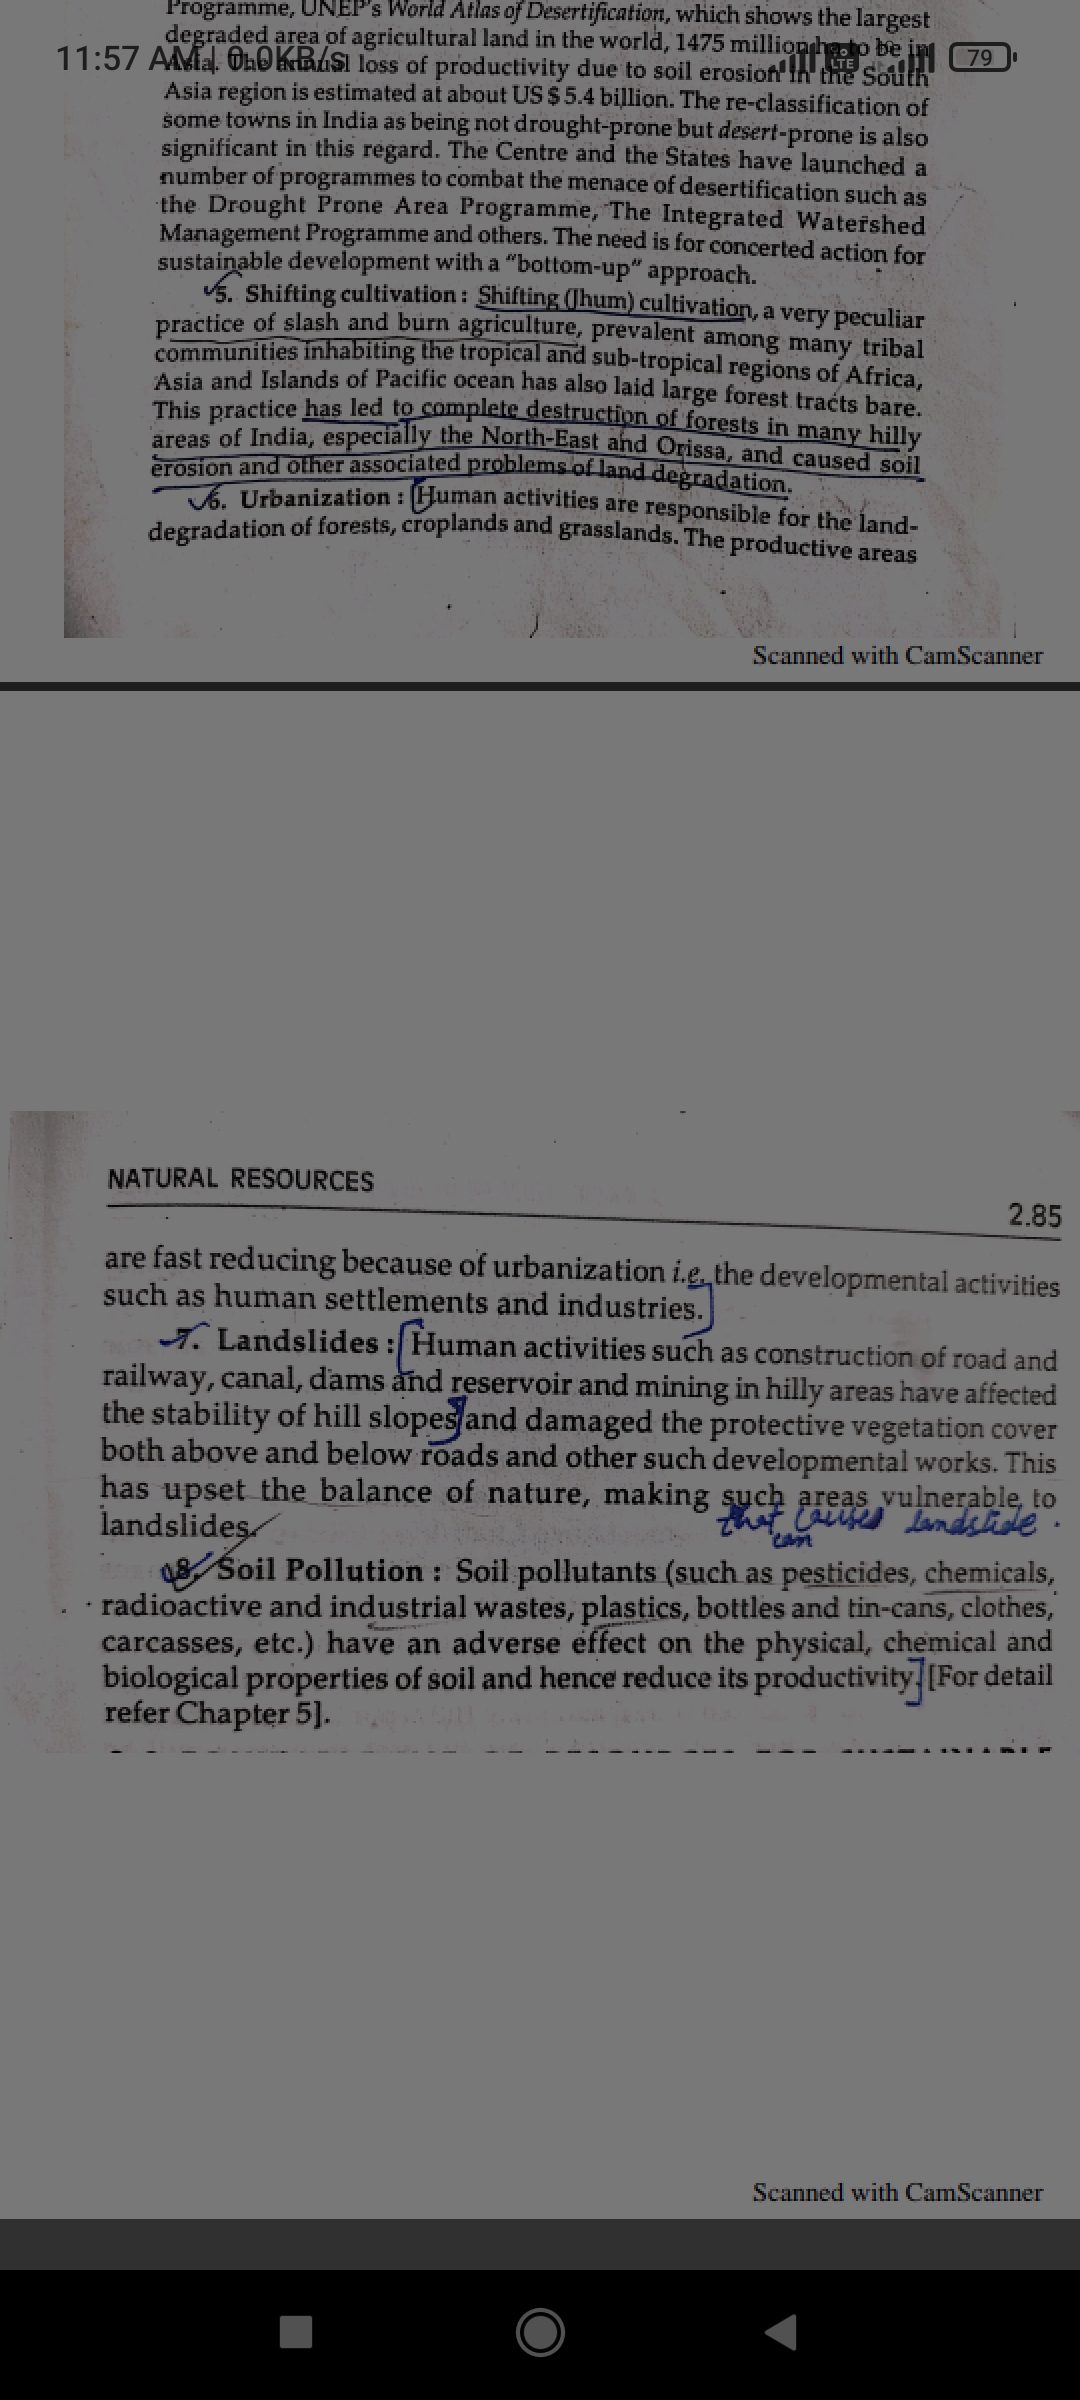 Programme, UNEP's World Atlas of Desertification, which shows the largest
degraded area of agricultural land in the world, 1475 million ha to be in
11:57 AM | 0.0KB/s
79
Asia. The annual loss of productivity due to soil erosion in the South
Asia region is estimated at about US $ 5.4 billion. The re-classification of
some towns in India as being not drought-prone but desert-prone is also
significant in this regard. The Centre and the States have launched a
number of programmes to combat the menace of desertification such as
the Drought Prone Area Programme, The Integrated Watershed
Management Programme and others. The need is for concerted action for
sustainable development with a "bottom-up" approach.
5. Shifting cultivation : Shifting (Jhum) cultivation, a very peculiar
practice of slash and burn agriculture, prevalent among many tribal
communities inhabiting the tropical and sub-tropical regions of Africa,
Asia and Islands of Pacific ocean has also laid large forest tracts bare.
This practice has led to complete destruction of forests in many hilly
areas of India, especially the North-East and Orissa, and caused soil
erosion and other associated problems of land degradation.
6. Urbanization : [Human activities are responsible for the land-
degradation of forests, croplands and grasslands. The productive areas
Scanned with CamScanner
NATURAL RESOURCES
2.85
are fast reducing because of urbanization i.e. the developmental activities
such as human settlements and industries.]
7. Landslides : [Human activities such as construction of road and
railway, canal, dams and reservoir and mining in hilly areas have affected
the stability of hill slopes] and damaged the protective vegetation cover
both above and below roads and other such developmental works. This
has upset the balance of nature, making such areas vulnerable to
landslides.
that can causes landslide.
8. Soil Pollution : Soil pollutants (such as pesticides, chemicals,
radioactive and industrial wastes, plastics, bottles and tin-cans, clothes,
carcasses, etc.) have an adverse effect on the physical, chemical and
biological properties of soil and hence reduce its productivity.] [For detail
refer Chapter 5].
Scanned with CamScanner